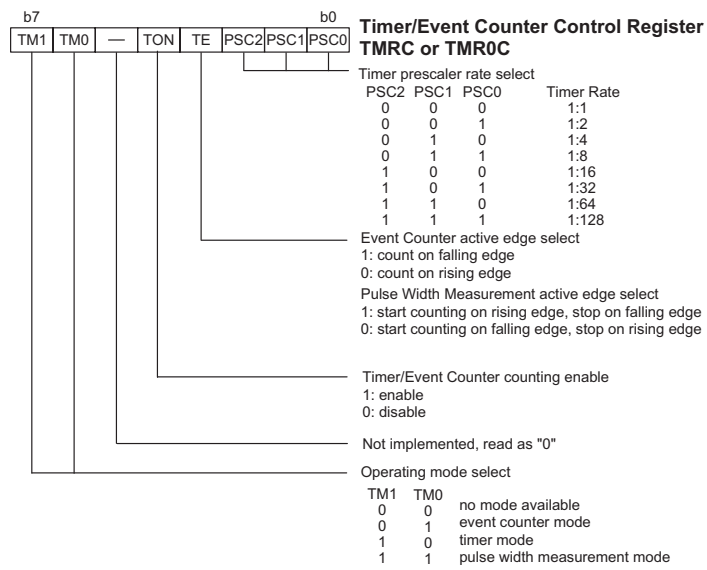 b7 b0
TM1 TM0 — TON TE PSC2 PSC1 PSC0
Timer/Event Counter Control Register
TMRC or TMR0C
Timer prescaler rate select
PSC2 PSC1 PSC0 Timer Rate
0 0 0 1:1
0 0 1 1:2
0 1 0 1:4
0 1 1 1:8
1 0 0 1:16
1 0 1 1:32
1 1 0 1:64
1 1 1 1:128
Event Counter active edge select
1: count on falling edge
0: count on rising edge
Pulse Width Measurement active edge select
1: start counting on rising edge, stop on falling edge
0: start counting on falling edge, stop on rising edge
Timer/Event Counter counting enable
1: enable
0: disable
Not implemented, read as "0"
Operating mode select
TM1 TM0
0 0 no mode available
0 1 event counter mode
1 0 timer mode
1 1 pulse width measurement mode